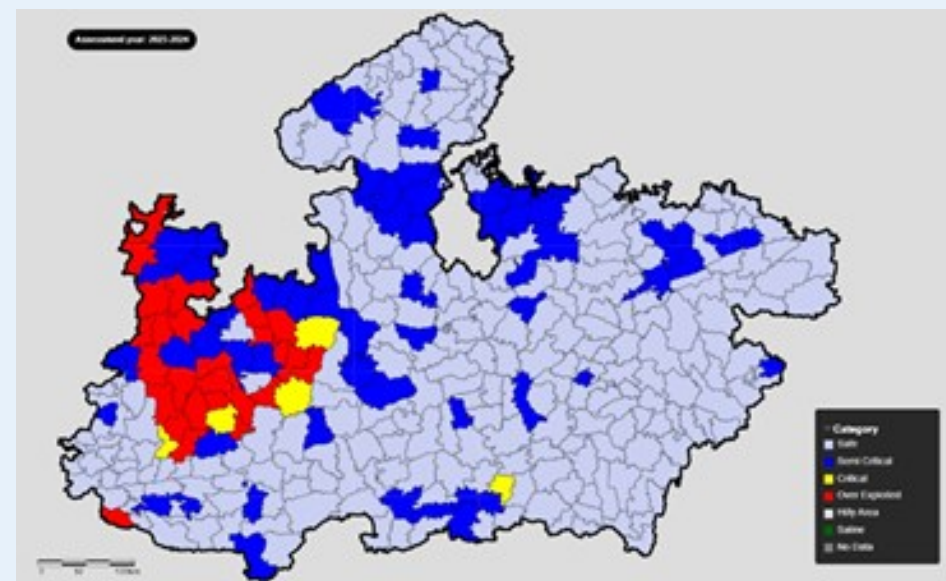 Assessment year: 2023-2024
Category
Safe
Semi Critical
Critical
Over Exploited
Hilly Area
Saline
No Data